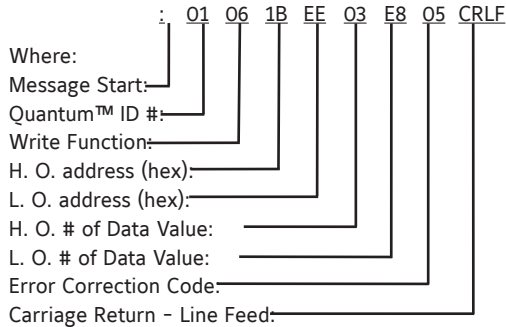 : 01 06 1B EE 03 E8 05 CRLF
Where:
Message Start:
Quantum™ ID #:
Write Function:
H. O. address (hex):
L. O. address (hex):
H. O. # of Data Value:
L. O. # of Data Value:
Error Correction Code:
Carriage Return - Line Feed: